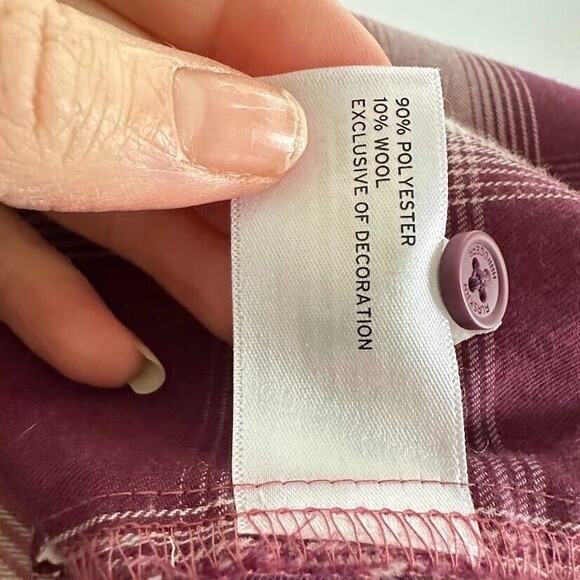 90% POLYESTER
10% WOOL
EXCLUSIVE OF DECORATION